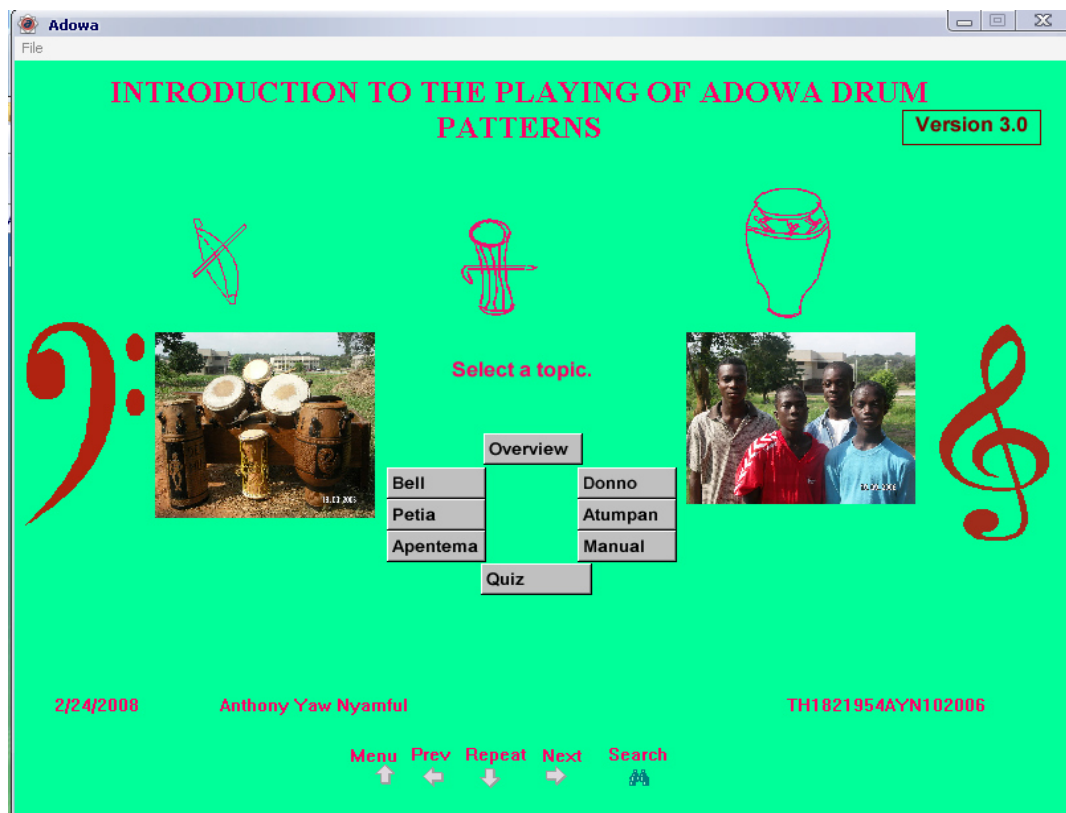 Adowa
File
INTRODUCTION TO THE PLAYING OF ADOWA DRUM
PATTERNS
Version 3.0
Select a topic.
Overview
Bell
Donno
Petia
Atumpan
Apentema
Manual
Quiz
2/24/2008 Anthony Yaw Nyamful TH1821954AYN102006
Menu Prev Repeat Next Search